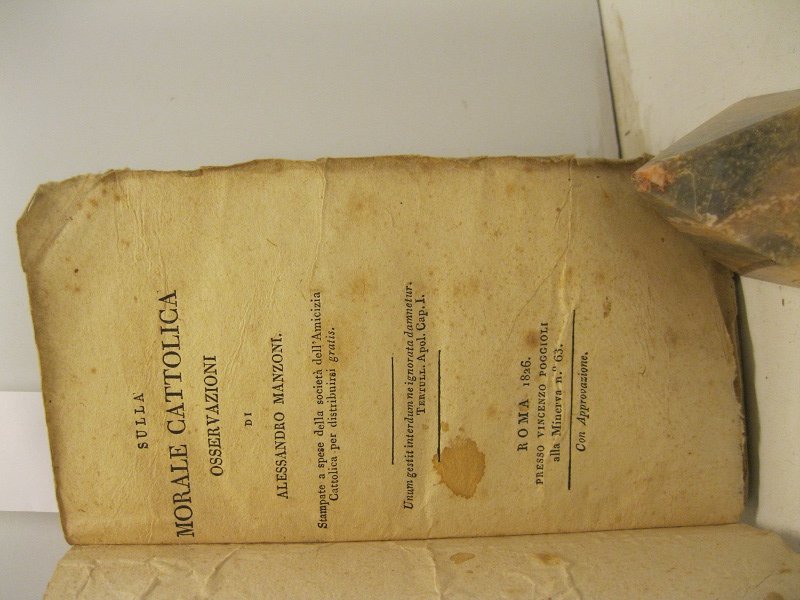 SULLA
MORALE CATTOLICA
OSSERVAZIONI
DI
ALESSANDRO MANZONI.
Stampate a spese della società dell'Amicizia
Cattolica per distribuirsi gratis.
Unum gestit interdum ne ignorata damnetur.
TERTULL. Apol. Cap. I.
ROMA 1826.
PRESSO VINCENZO POGGIOLI
alla Minerva n.° 63.
Con Approvazione.